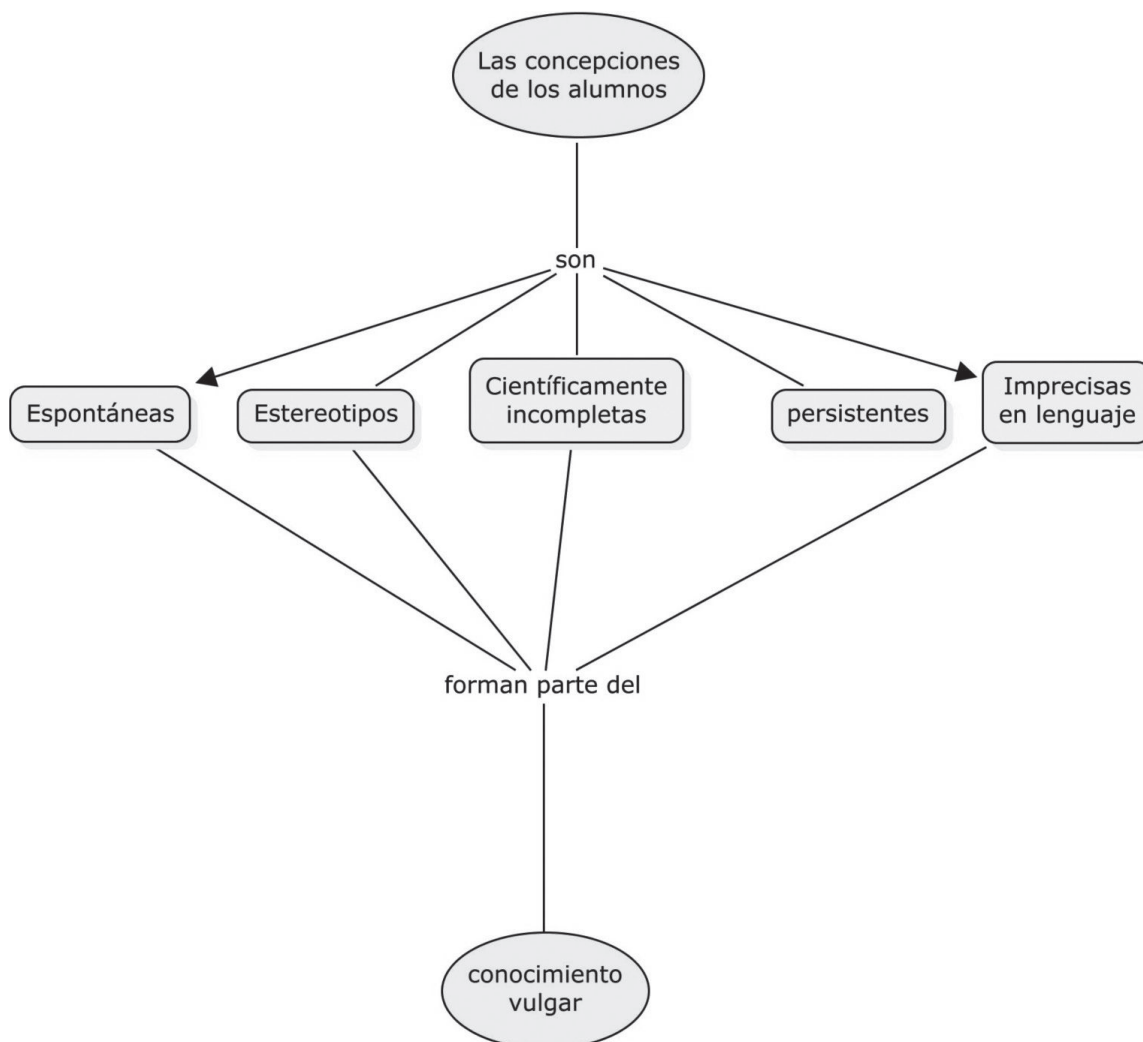 Las concepciones
de los alumnos
son
Espontáneas
Estereotipos
Científicamente
incompletas
persistentes
Imprecisas
en lenguaje
forman parte del
conocimiento
vulgar